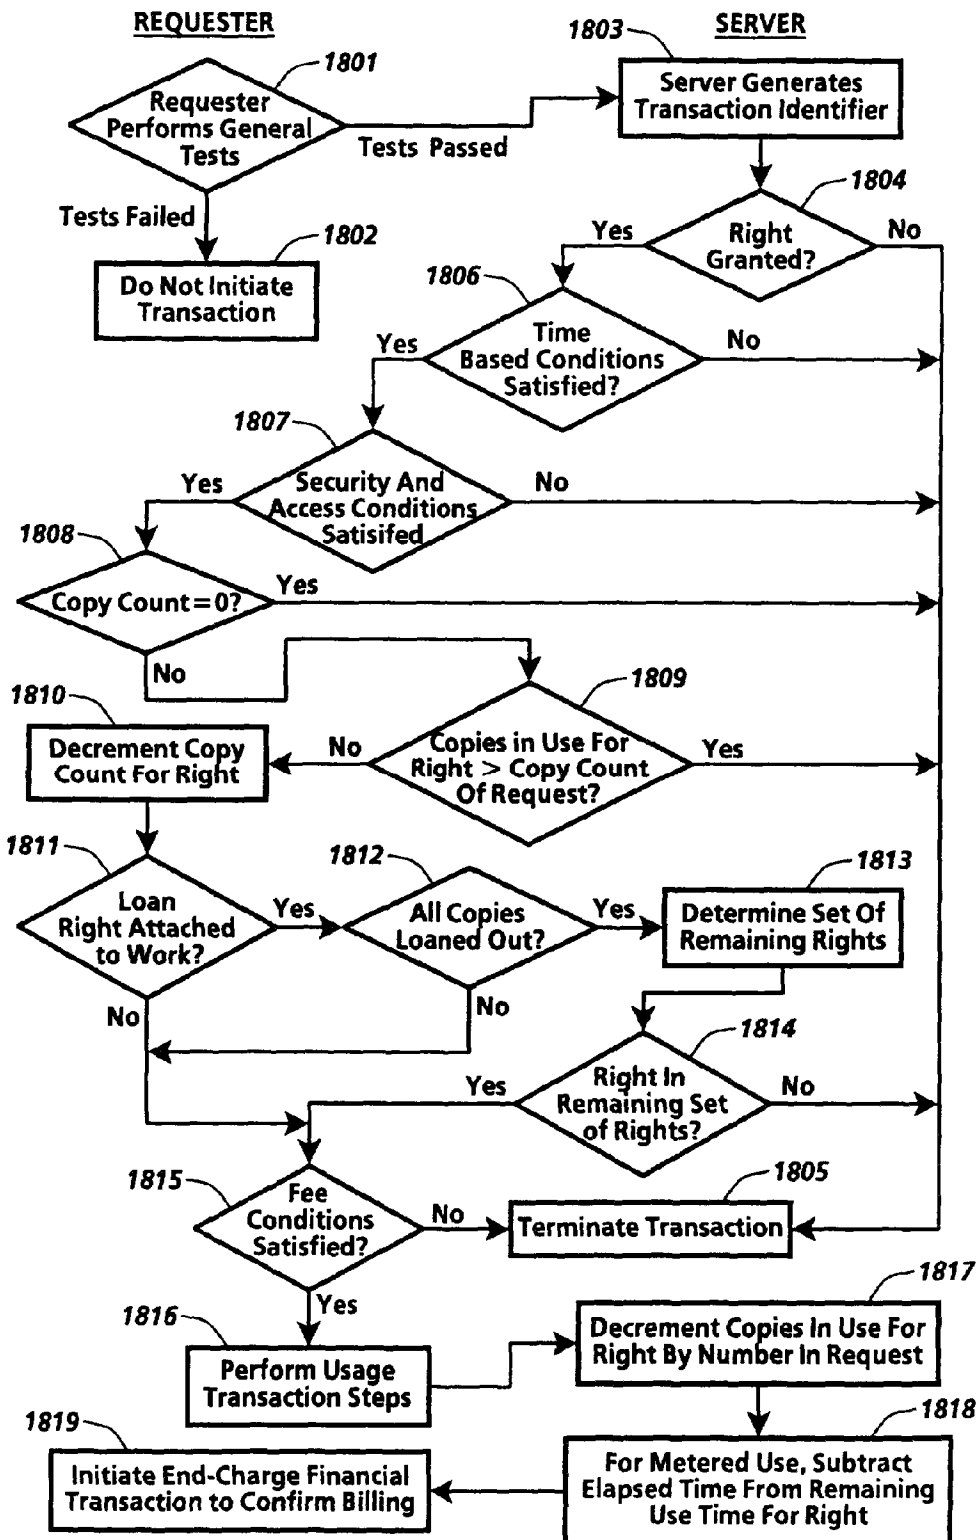 REQUESTER
SERVER
1801
1803
Requester
Performs General
Tests
Server Generates
Transaction Identifier
Tests Passed
Tests Failed
1802
Do Not Initiate
Transaction
1804
Right
Granted?
Yes
No
1806
Time
Based Conditions
Satisfied?
Yes
No
1807
Security And
Access Conditions
Satisifed
Yes
No
1808
Copy Count = 0?
Yes
No
1809
Copies in Use For
Right > Copy Count
Of Request?
No
Yes
1810
Decrement Copy
Count For Right
1811
Loan
Right Attached
to Work?
Yes
No
1812
All Copies
Loaned Out?
Yes
No
1813
Determine Set Of
Remaining Rights
1814
Right In
Remaining Set
of Rights?
Yes
No
1815
Fee
Conditions
Satisfied?
No
Yes
1805
Terminate Transaction
1816
Perform Usage
Transaction Steps
1817
Decrement Copies In Use For
Right By Number In Request
1818
For Metered Use, Subtract
Elapsed Time From Remaining
Use Time For Right
1819
Initiate End-Charge Financial
Transaction to Confirm Billing